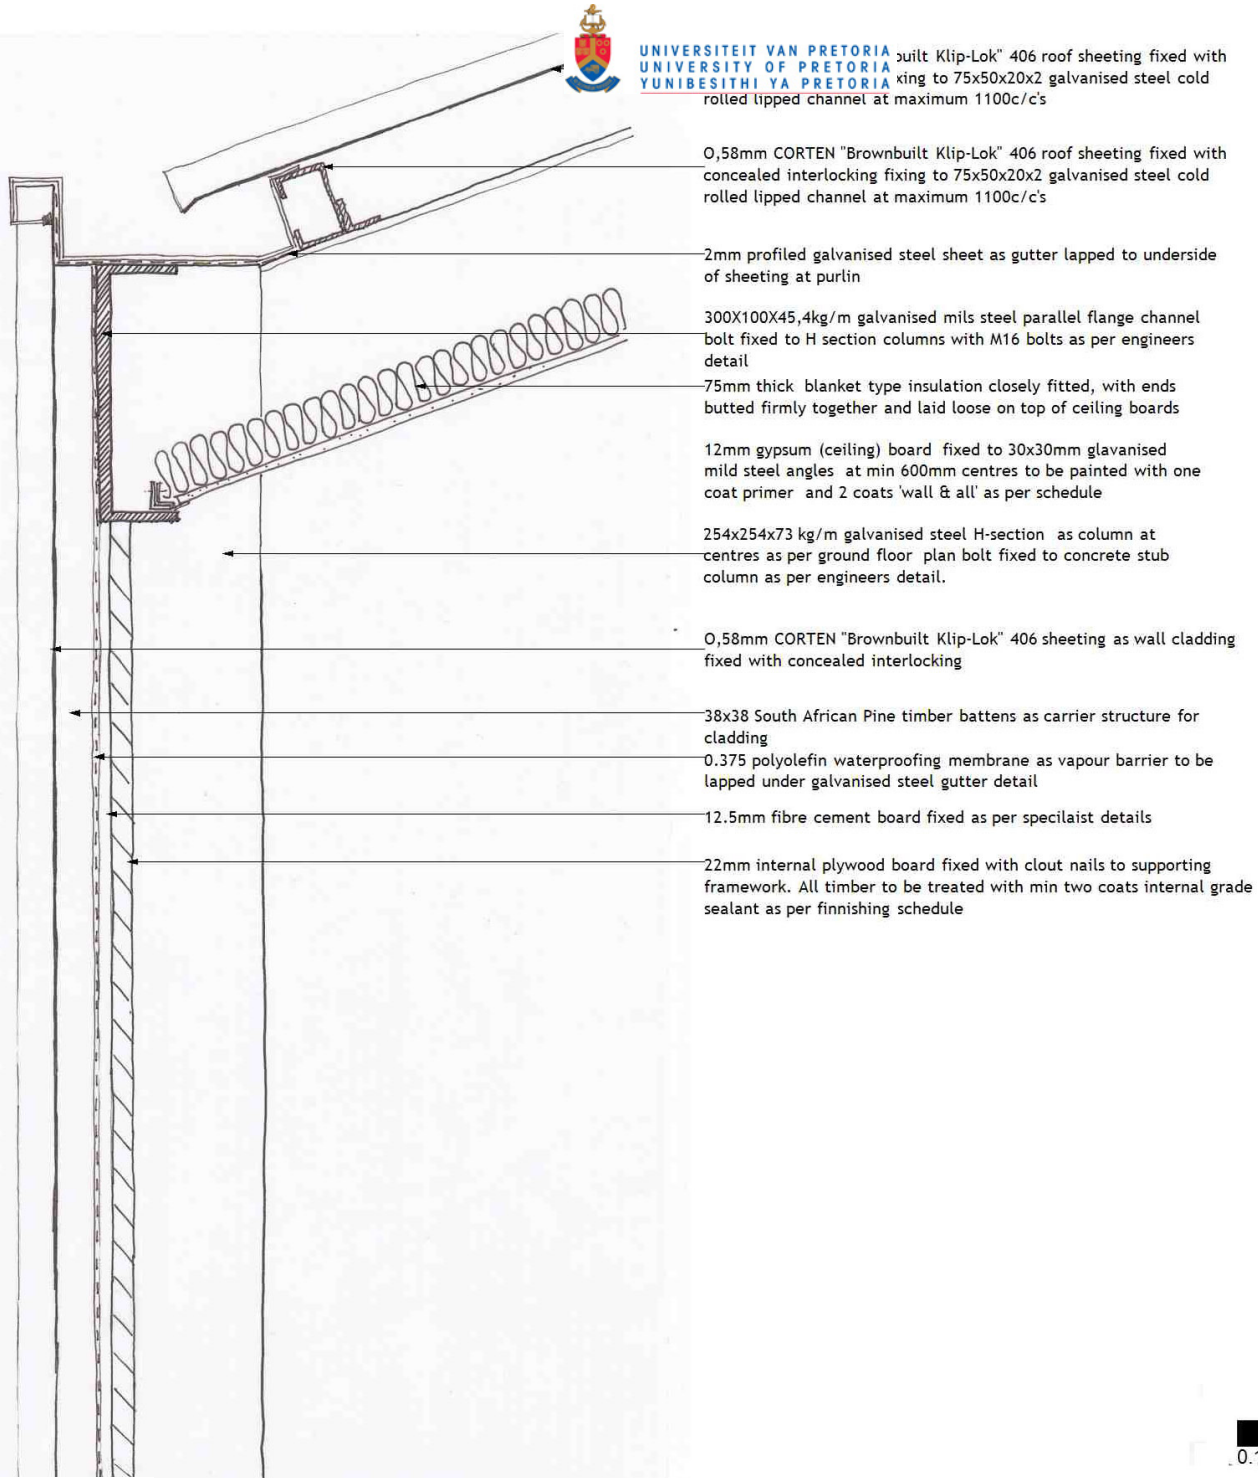 UNIVERSITEIT VAN PRETORIA
UNIVERSITY OF PRETORIA
YUNIBESITHI YA PRETORIA
built Klip-Lok" 406 roof sheeting fixed with
xing to 75x50x20x2 galvanised steel cold
rolled lipped channel at maximum 1100c/c's
0,58mm CORTEN "Brownbuilt Klip-Lok" 406 roof sheeting fixed with
concealed interlocking fixing to 75x50x20x2 galvanised steel cold
rolled lipped channel at maximum 1100c/c's
2mm profiled galvanised steel sheet as gutter lapped to underside
of sheeting at purlin
300X100X45,4kg/m galvanised mils steel parallel flange channel
bolt fixed to H section columns with M16 bolts as per engineers
detail
75mm thick blanket type insulation closely fitted, with ends
butted firmly together and laid loose on top of ceiling boards
12mm gypsum (ceiling) board fixed to 30x30mm glavanised
mild steel angles at min 600mm centres to be painted with one
coat primer and 2 coats 'wall & all' as per schedule
254x254x73 kg/m galvanised steel H-section as column at
centres as per ground floor plan bolt fixed to concrete stub
column as per engineers detail.
0,58mm CORTEN "Brownbuilt Klip-Lok" 406 sheeting as wall cladding
fixed with concealed interlocking
38x38 South African Pine timber battens as carrier structure for
cladding
0.375 polyolefin waterproofing membrane as vapour barrier to be
lapped under galvanised steel gutter detail
12.5mm fibre cement board fixed as per specilaist details
22mm internal plywood board fixed with clout nails to supporting
framework. All timber to be treated with min two coats internal grade
sealant as per finnishing schedule